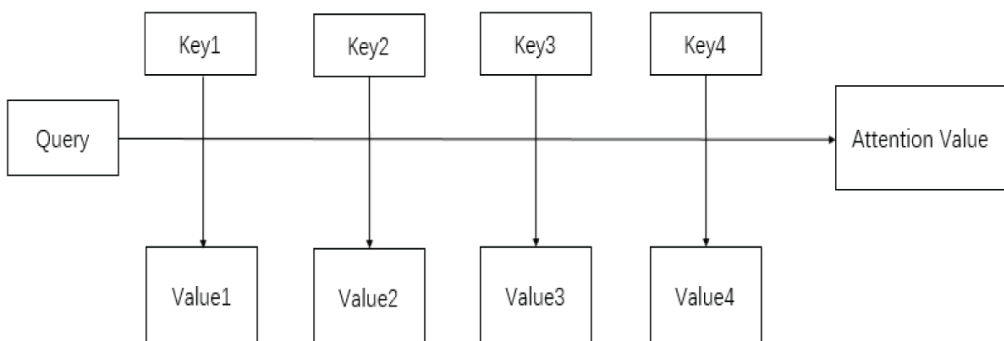 Key1 Key2 Key3 Key4
Query Attention Value
Value1 Value2 Value3 Value4